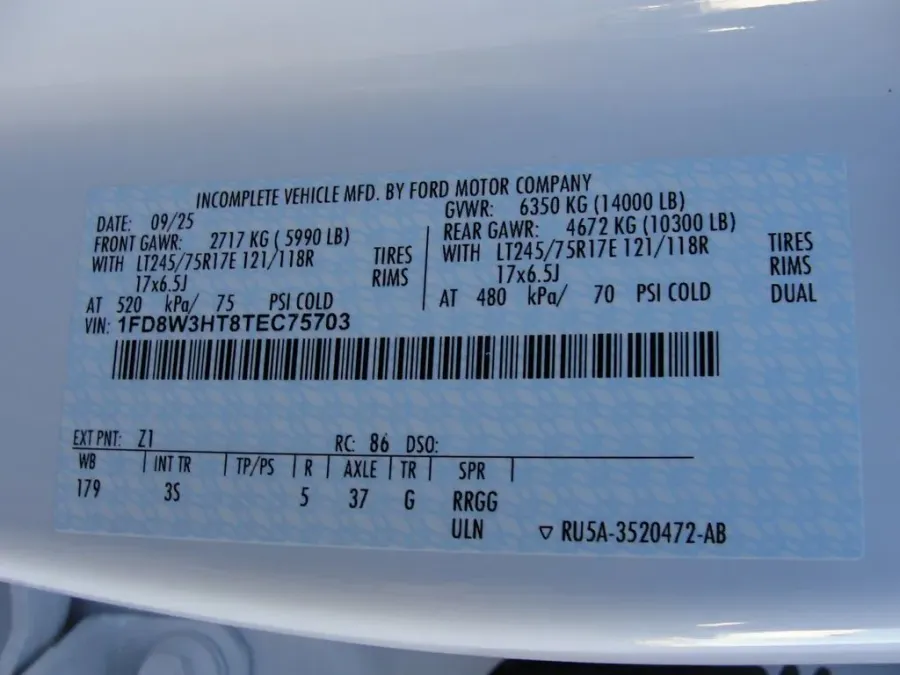 INCOMPLETE VEHICLE MFD. BY FORD MOTOR COMPANY
DATE: 09/25 GVWR: 6350 KG (14000 LB)
FRONT GAWR: 2717 KG ( 5990 LB) REAR GAWR: 4672 KG (10300 LB)
WITH LT245/75R17E 121/118R TIRES WITH LT245/75R17E 121/118R TIRES
17x6.5J RIMS 17x6.5J RIMS
AT 520 kPa/ 75 PSI COLD AT 480 kPa/ 70 PSI COLD DUAL
VIN: 1FD8W3HT8TEC75703
EXT PNT: Z1 RC: 86 DSO:
WB INT TR TP/PS R AXLE TR SPR
179 3S 5 37 G RRGG
ULN ▽ RU5A-3520472-AB